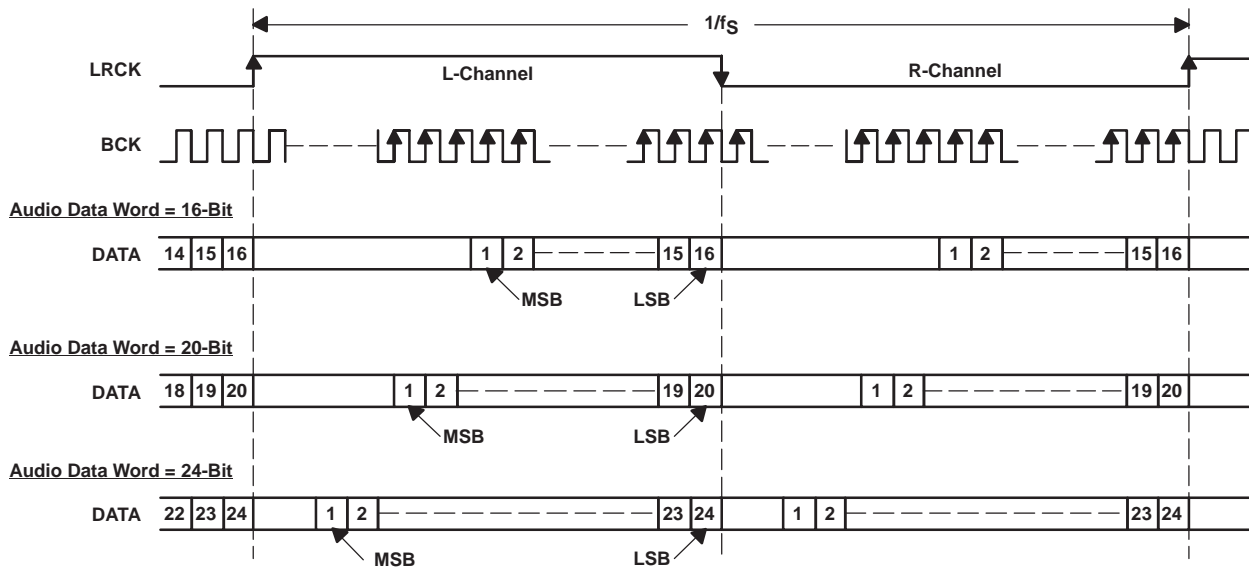 1/fS
LRCK
L-Channel
R-Channel
BCK
Audio Data Word = 16-Bit
DATA 14 15 16 1 2 15 16 1 2 15 16
MSB LSB
Audio Data Word = 20-Bit
DATA 18 19 20 1 2 19 20 1 2 19 20
MSB LSB
Audio Data Word = 24-Bit
DATA 22 23 24 1 2 23 24 1 2 23 24
MSB LSB